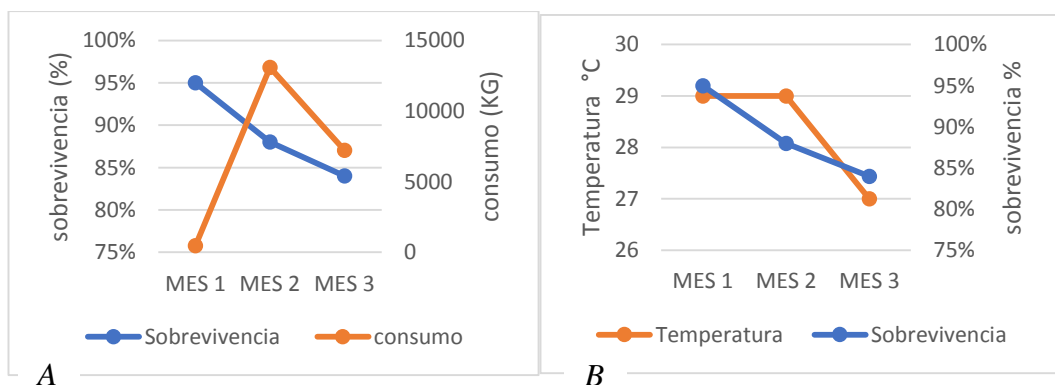 sobrevivencia (%)
100%
95%
90%
85%
80%
75%
15000
10000
5000
0
consumo (KG)
MES 1 MES 2 MES 3
Sobrevivencia consumo
A
Temperatura °C
30
29
28
27
26
100%
95%
90%
85%
80%
75%
sobrevivencia %
MES 1 MES 2 MES 3
Temperatura Sobrevivencia
B